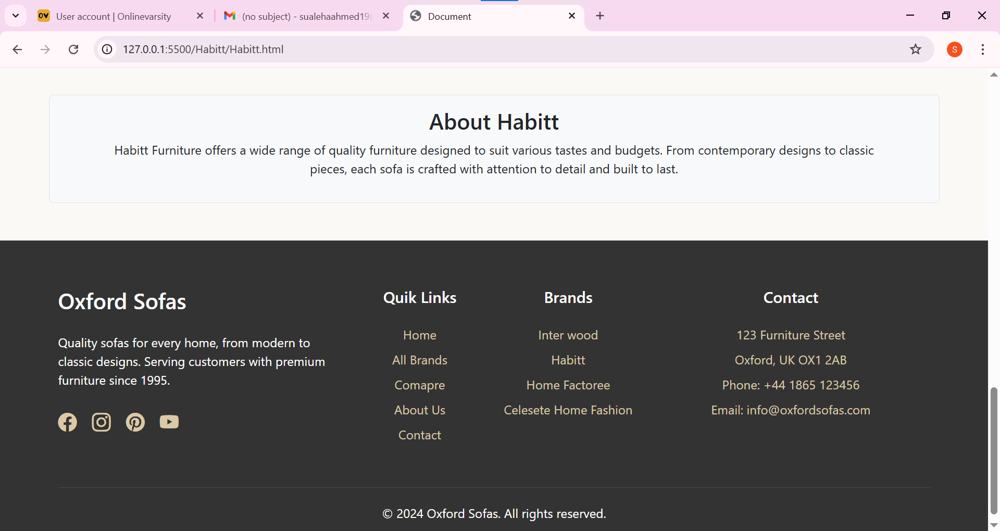 OV User account | Onlinevarsity
(no subject) - sualehaahmed19
Document
127.0.0.1:5500/Habitt/Habitt.html
S
About Habitt
Habitt Furniture offers a wide range of quality furniture designed to suit various tastes and budgets. From contemporary designs to classic
pieces, each sofa is crafted with attention to detail and built to last.
Oxford Sofas
Quality sofas for every home, from modern to
classic designs. Serving customers with premium
furniture since 1995.
Quik Links
Home
All Brands
Comapre
About Us
Contact
Brands
Inter wood
Habitt
Home Factoree
Celesete Home Fashion
Contact
123 Furniture Street
Oxford, UK OX1 2AB
Phone: +44 1865 123456
Email: info@oxfordsofas.com
© 2024 Oxford Sofas. All rights reserved.